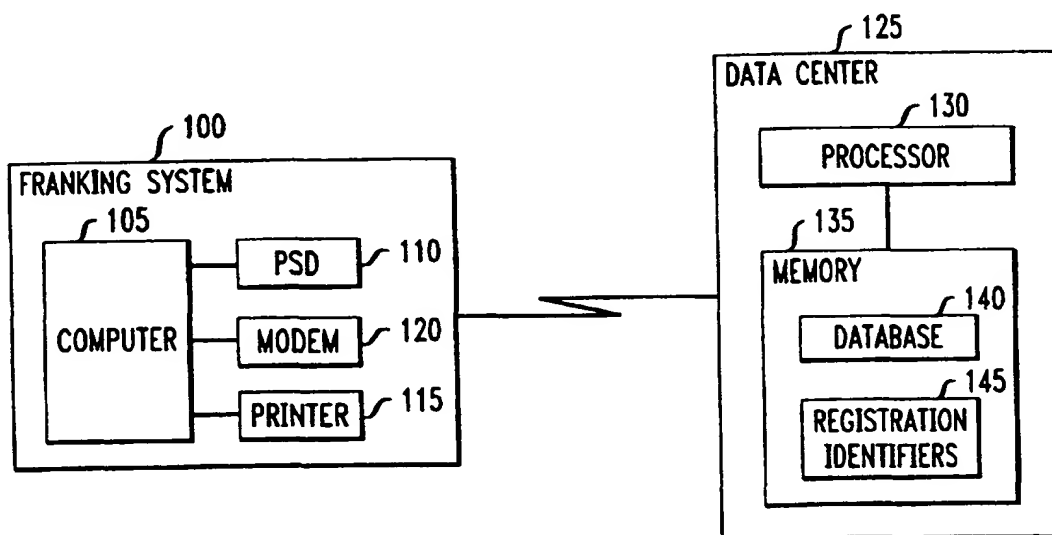 100
FRANKING SYSTEM
105
COMPUTER
PSD
110
MODEM
120
PRINTER
115
125
DATA CENTER
130
PROCESSOR
135
MEMORY
140
DATABASE
145
REGISTRATION
IDENTIFIERS